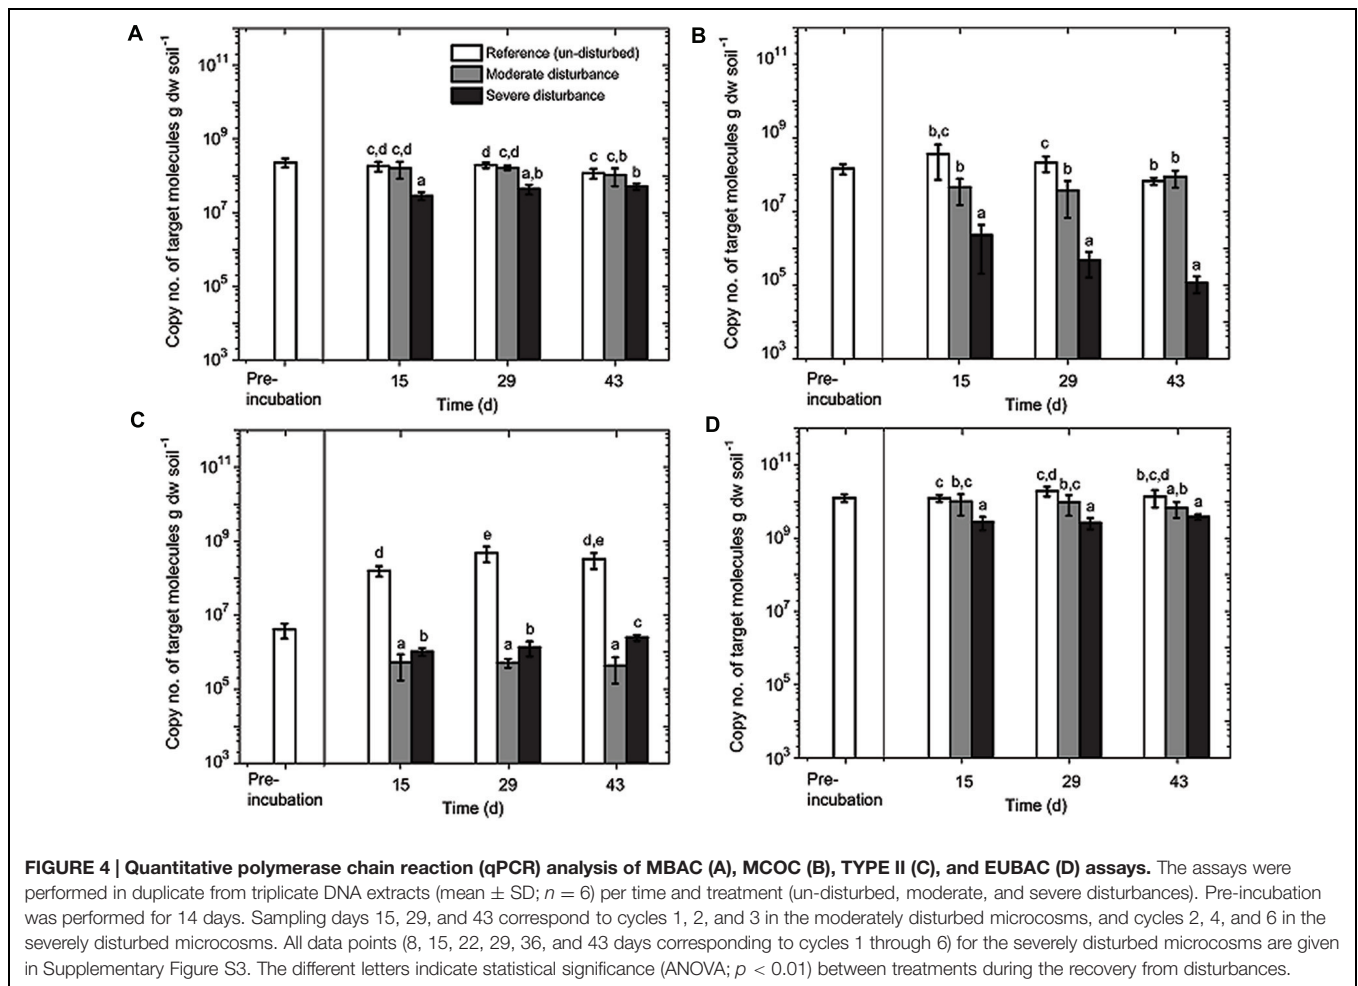 A
Copy no. of target molecules g dw soil⁻¹
10¹¹
10⁹
10⁷
10⁵
10³
Reference (un-disturbed)
Moderate disturbance
Severe disturbance
c,d c,d a
d c,d a,b
c c,b b
Pre-
incubation
15 29 43
Time (d)
B
Copy no. of target molecules g dw soil⁻¹
10¹¹
10⁹
10⁷
10⁵
10³
b,c b a
c b a
b b a
Pre-
incubation
15 29 43
Time (d)
C
Copy no. of target molecules g dw soil⁻¹
10¹¹
10⁹
10⁷
10⁵
10³
d a b
e a b
d,e a c
Pre-
incubation
15 29 43
Time (d)
D
Copy no. of target molecules g dw soil⁻¹
10¹¹
10⁹
10⁷
10⁵
10³
c b,c a
c,d b,c a
b,c,d a,b a
Pre-
incubation
15 29 43
Time (d)
FIGURE 4 | Quantitative polymerase chain reaction (qPCR) analysis of MBAC (A), MCOC (B), TYPE II (C), and EUBAC (D) assays. The assays were
performed in duplicate from triplicate DNA extracts (mean ± SD; n = 6) per time and treatment (un-disturbed, moderate, and severe disturbances). Pre-incubation
was performed for 14 days. Sampling days 15, 29, and 43 correspond to cycles 1, 2, and 3 in the moderately disturbed microcosms, and cycles 2, 4, and 6 in the
severely disturbed microcosms. All data points (8, 15, 22, 29, 36, and 43 days corresponding to cycles 1 through 6) for the severely disturbed microcosms are given
in Supplementary Figure S3. The different letters indicate statistical significance (ANOVA; p < 0.01) between treatments during the recovery from disturbances.